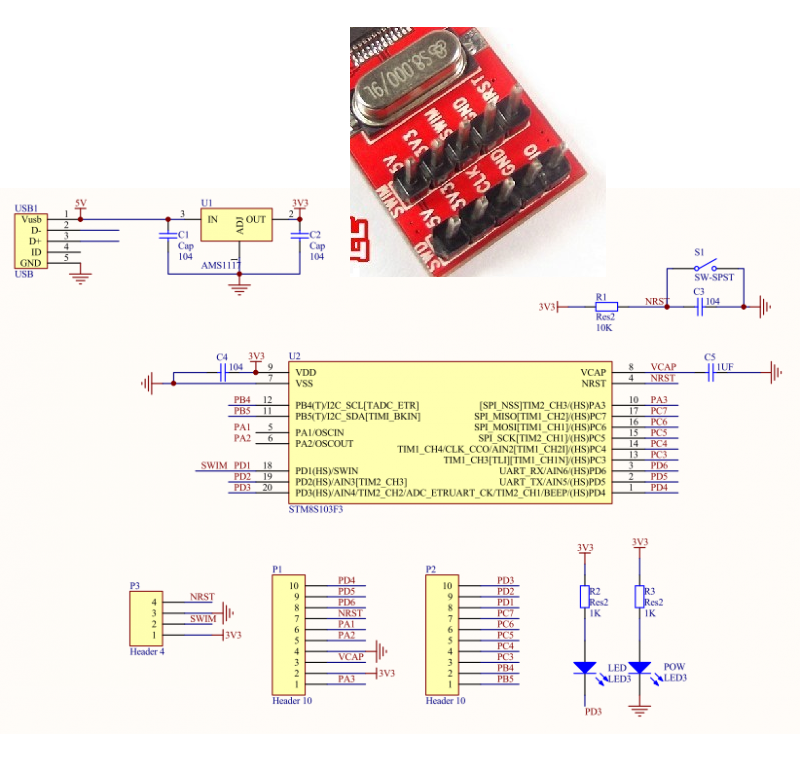 S8.000/9L
5V 3V3 SWIM GND NRST
SWIM
5V 3V3 CLK GND IO
USB1
Vusb 1
D- 2
D+ 3
ID 4
GND 5
USB
5V
U1
3 IN OUT 2
ADJ
AMS1117
3V3
C1
Cap
104
C2
Cap
104
S1
SW-SPST
3V3
R1
Res2
10K
NRST
C3
104
C4
104
3V3
U2
9 VDD
7 VSS
PB4 12 PB4(T)/I2C_SCL[TADC_ETR]
PB5 11 PB5(T)/I2C_SDA[TIMI_BKIN]
PA1 5 PA1/OSCIN
PA2 6 PA2/OSCOUT
SWIM PD1 18 PD1(HS)/SWIN
PD2 19 PD2(HS)/AIN3[TIM2_CH3]
PD3 20 PD3(HS)/AIN4/TIM2_CH2/ADC_ETR
VCAP 8 VCAP
NRST 4 NRST
C5
1UF
[SPI_NSS]TIM2_CH3/(HS)PA3 10 PA3
SPI_MISO[TIM1_CH2]/(HS)PC7 17 PC7
SPI_MOSI[TIM1_CH1]/(HS)PC6 16 PC6
SPI_SCK[TIM2_CH1]/(HS)PC5 15 PC5
TIM1_CH4/CLK_CCO/AIN2[TIM1_CH2I]/(HS)PC4 14 PC4
TIM1_CH3[TLI][TIM1_CH1N]/(HS)PC3 13 PC3
UART_RX/AIN6/(HS)PD6 3 PD6
UART_TX/AIN5/(HS)PD5 2 PD5
UART_CK/TIM2_CH1/BEEP/(HS)PD4 1 PD4
STM8S103F3
P3
4 NRST
3
2 SWIM
1 3V3
Header 4
P1
10 PD4
9 PD5
8 PD6
7 NRST
6 PA1
5 PA2
4
3 VCAP
2 3V3
1 PA3
Header 10
P2
10 PD3
9 PD2
8 PD1
7 PC7
6 PC6
5 PC5
4 PC4
3 PC3
2 PB4
1 PB5
Header 10
3V3
R2
Res2
1K
LED
LED3
PD3
3V3
R3
Res2
1K
POW
LED3